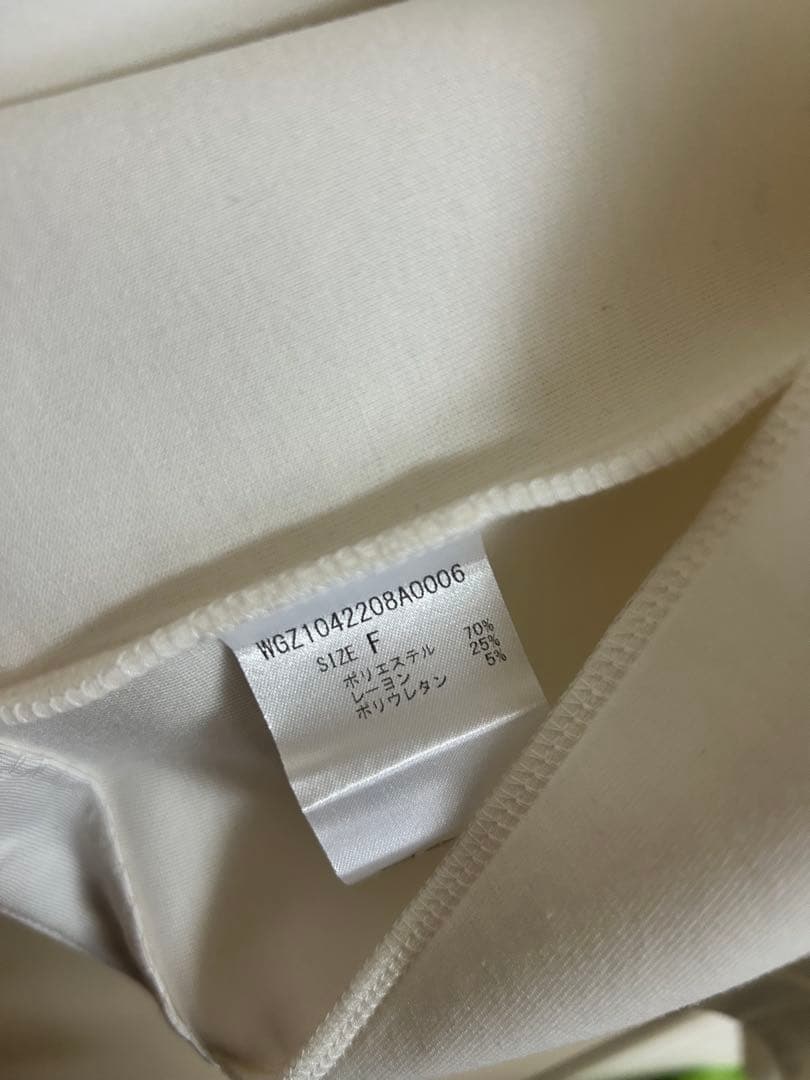 WGZ1042208A0006
SIZE F
ポリエステル 70%
レーヨン 25%
ポリウレタン 5%